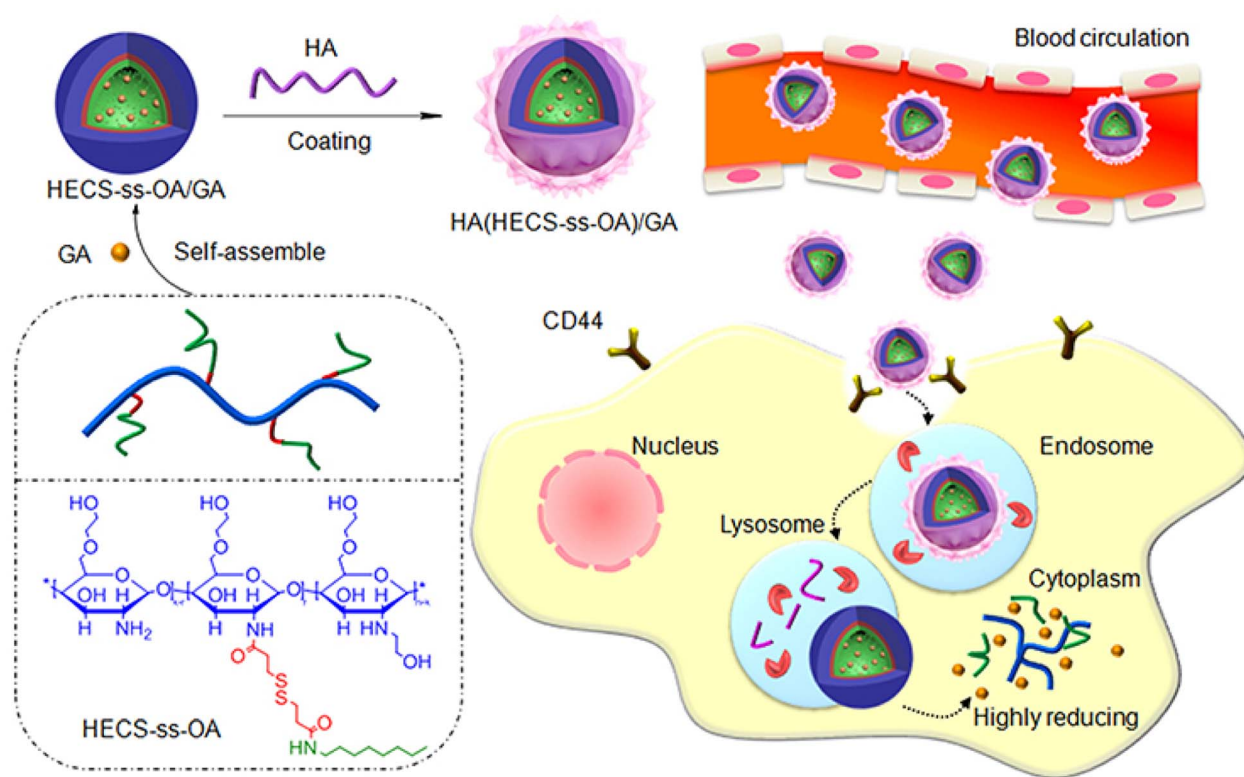 HA
Coating
HECS-ss-OA/GA
HA(HECS-ss-OA)/GA
Blood circulation
GA
Self-assemble
CD44
Nucleus
Endosome
Lysosome
Cytoplasm
Highly reducing
HO
HO
HO
O
O
O
O
O
O
O
O
OH H
OH H
OH H
H
NH₂
H
HN
H
HN
OH
O
S
S
O
HN
HECS-ss-OA